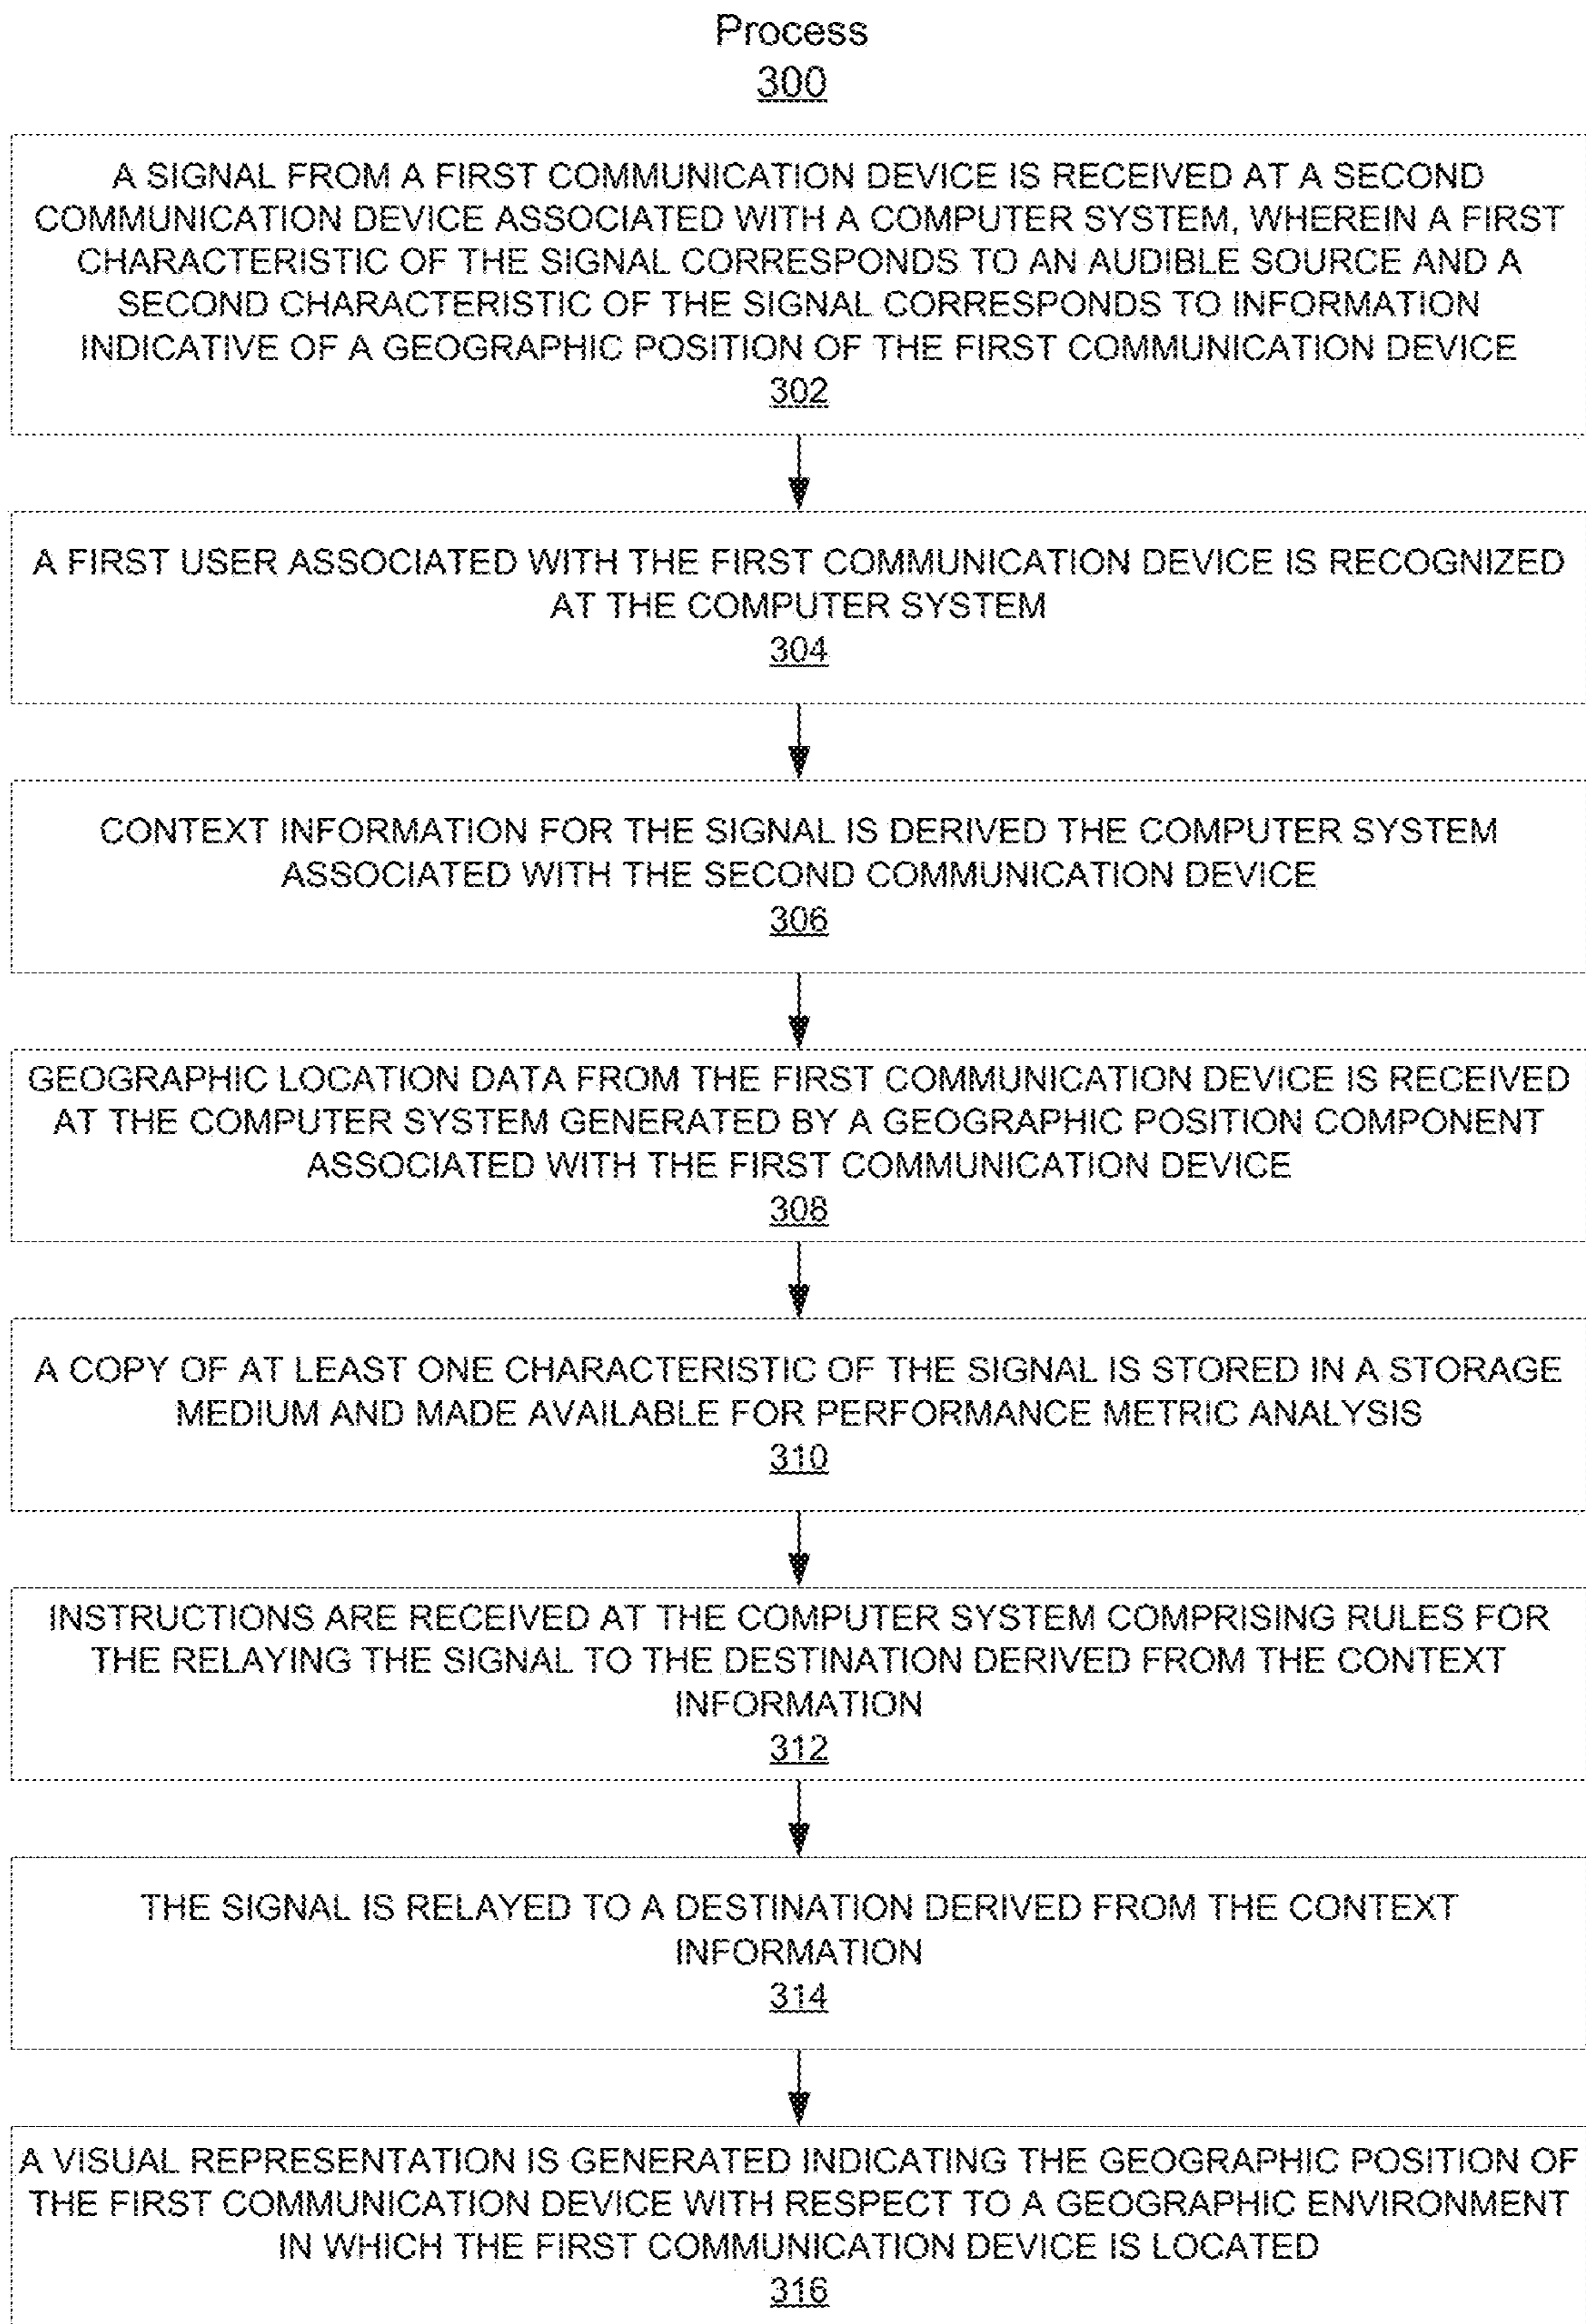 Process
300
A SIGNAL FROM A FIRST COMMUNICATION DEVICE IS RECEIVED AT A SECOND
COMMUNICATION DEVICE ASSOCIATED WITH A COMPUTER SYSTEM, WHEREIN A FIRST
CHARACTERISTIC OF THE SIGNAL CORRESPONDS TO AN AUDIBLE SOURCE AND A
SECOND CHARACTERISTIC OF THE SIGNAL CORRESPONDS TO INFORMATION
INDICATIVE OF A GEOGRAPHIC POSITION OF THE FIRST COMMUNICATION DEVICE
302
A FIRST USER ASSOCIATED WITH THE FIRST COMMUNICATION DEVICE IS RECOGNIZED
AT THE COMPUTER SYSTEM
304
CONTEXT INFORMATION FOR THE SIGNAL IS DERIVED THE COMPUTER SYSTEM
ASSOCIATED WITH THE SECOND COMMUNICATION DEVICE
306
GEOGRAPHIC LOCATION DATA FROM THE FIRST COMMUNICATION DEVICE IS RECEIVED
AT THE COMPUTER SYSTEM GENERATED BY A GEOGRAPHIC POSITION COMPONENT
ASSOCIATED WITH THE FIRST COMMUNICATION DEVICE
308
A COPY OF AT LEAST ONE CHARACTERISTIC OF THE SIGNAL IS STORED IN A STORAGE
MEDIUM AND MADE AVAILABLE FOR PERFORMANCE METRIC ANALYSIS
310
INSTRUCTIONS ARE RECEIVED AT THE COMPUTER SYSTEM COMPRISING RULES FOR
THE RELAYING THE SIGNAL TO THE DESTINATION DERIVED FROM THE CONTEXT
INFORMATION
312
THE SIGNAL IS RELAYED TO A DESTINATION DERIVED FROM THE CONTEXT
INFORMATION
314
A VISUAL REPRESENTATION IS GENERATED INDICATING THE GEOGRAPHIC POSITION OF
THE FIRST COMMUNICATION DEVICE WITH RESPECT TO A GEOGRAPHIC ENVIRONMENT
IN WHICH THE FIRST COMMUNICATION DEVICE IS LOCATED
316